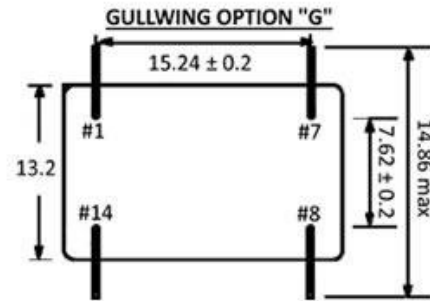 GULLWING OPTION "G"
15.24 ± 0.2
#1
#7
13.2
7.62 ± 0.2
14.86 max
#14
#8